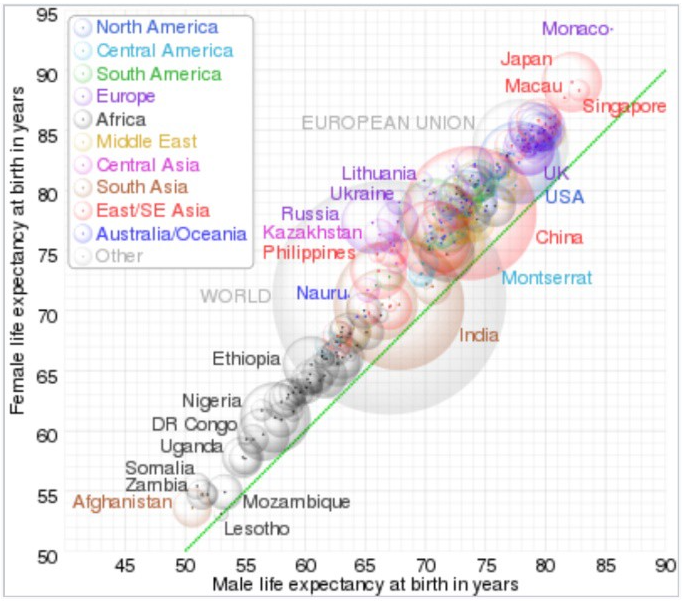 95
90
85
80
75
70
65
60
55
50
Female life expectancy at birth in years
North America
Central America
South America
Europe
Africa
Middle East
Central Asia
South Asia
East/SE Asia
Australia/Oceania
Other
Monaco
Japan
Macau
Singapore
EUROPEAN UNION
Lithuania
UK
Ukraine
USA
Russia
Kazakhstan
China
Philippines
Montserrat
WORLD
Nauru
India
Ethiopia
Nigeria
DR Congo
Uganda
Somalia
Zambia
Afghanistan
Mozambique
Lesotho
45 50 55 60 65 70 75 80 85 90
Male life expectancy at birth in years